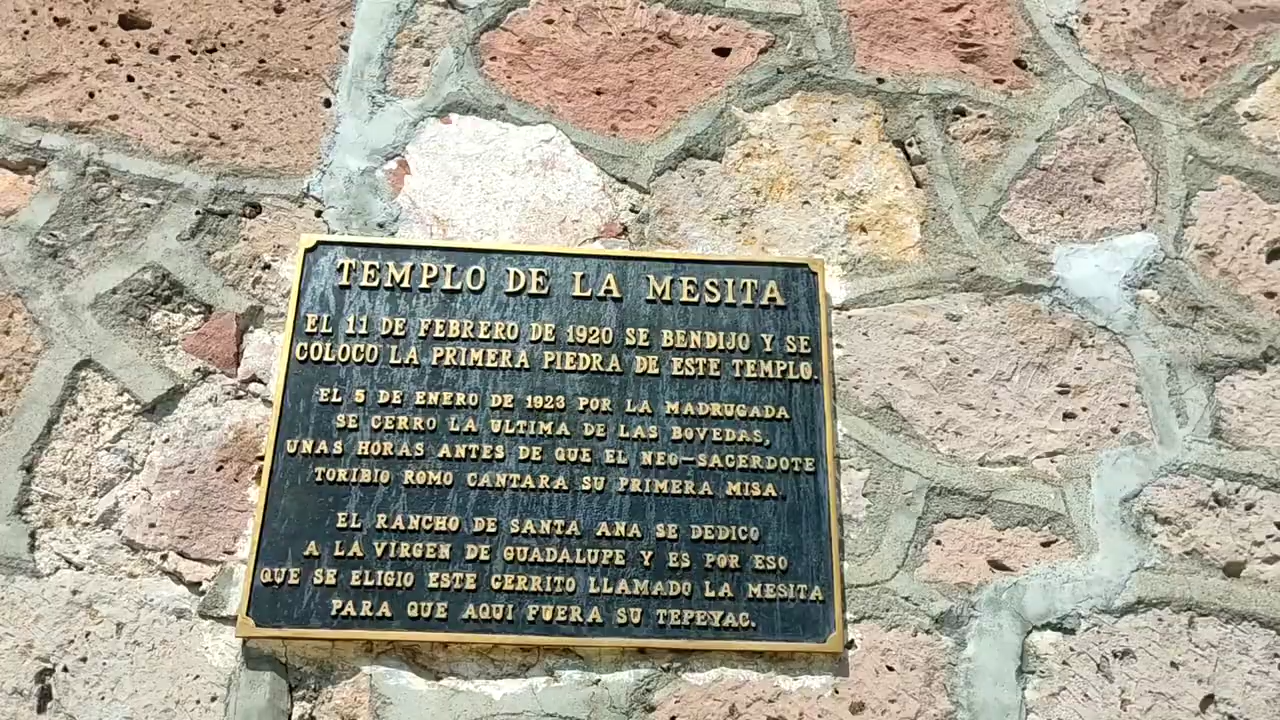 TEMPLO DE LA MESITA
EL 11 DE FEBRERO DE 1920 SE BENDIJO Y SE
COLOCO LA PRIMERA PIEDRA DE ESTE TEMPLO.
EL 5 DE ENERO DE 1923 POR LA MADRUGADA
SE CERRO LA ULTIMA DE LAS BOVEDAS,
UNAS HORAS ANTES DE QUE EL NEO-SACERDOTE
TORIBIO ROMO CANTARA SU PRIMERA MISA.
EL RANCHO DE SANTA ANA SE DEDICO
A LA VIRGEN DE GUADALUPE Y ES POR ESO
QUE SE ELIGIO ESTE CERRITO LLAMADO LA MESITA
PARA QUE AQUI FUERA SU TEPEYAC.